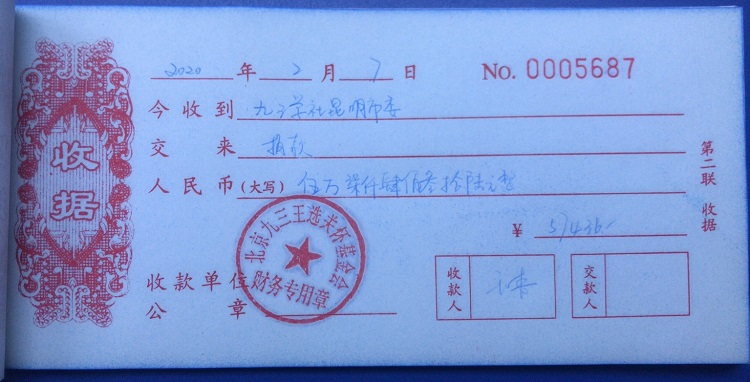 收据
2020 年 2 月 7 日 No. 0005687
今收到 九三学社昆明市委
交来 捐款
人民币(大写) 伍万柒仟肆佰叁拾陆元整
¥ 57436.-
第二联 收据
收款单位公章
北京九三王选关怀基金会
财务专用章
收款人
交款人